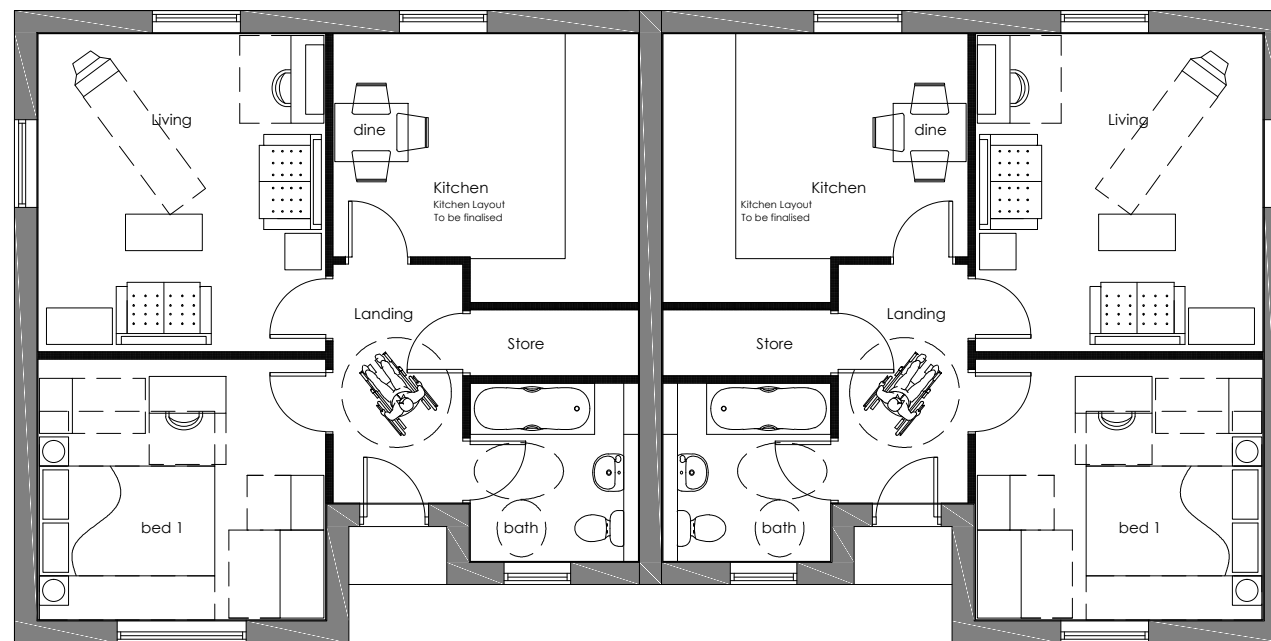 Living
dine
Kitchen
Kitchen Layout
To be finalised
Landing
Store
bed 1
bath
Living
dine
Kitchen
Kitchen Layout
To be finalised
Landing
Store
bath
bed 1